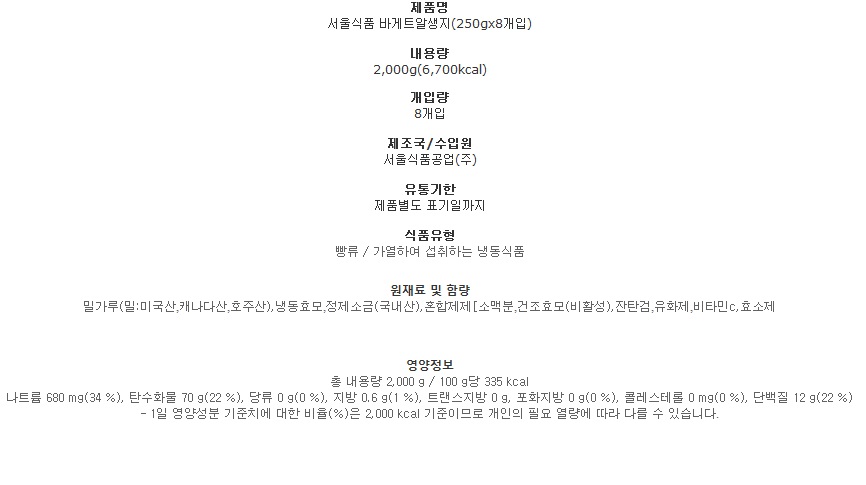 제품명
서울식품 바게트알생지(250gx8개입)
내용량
2,000g(6,700kcal)
개입량
8개입
제조국/수입원
서울식품공업(주)
유통기한
제품별도 표기일까지
식품유형
빵류 / 가열하여 섭취하는 냉동식품
원재료 및 함량
밀가루(밀:미국산,캐나다산,호주산),냉동효모,정제소금(국내산),혼합제제[소맥분,건조효모(비활성),잔탄검,유화제,비타민c,효소제
영양정보
총 내용량 2,000 g / 100 g당 335 kcal
나트륨 680 mg(34 %), 탄수화물 70 g(22 %), 당류 0 g(0 %), 지방 0.6 g(1 %), 트랜스지방 0 g, 포화지방 0 g(0 %), 콜레스테롤 0 mg(0 %), 단백질 12 g(22 %)
- 1일 영양성분 기준치에 대한 비율(%)은 2,000 kcal 기준이므로 개인의 필요 열량에 따라 다를 수 있습니다.